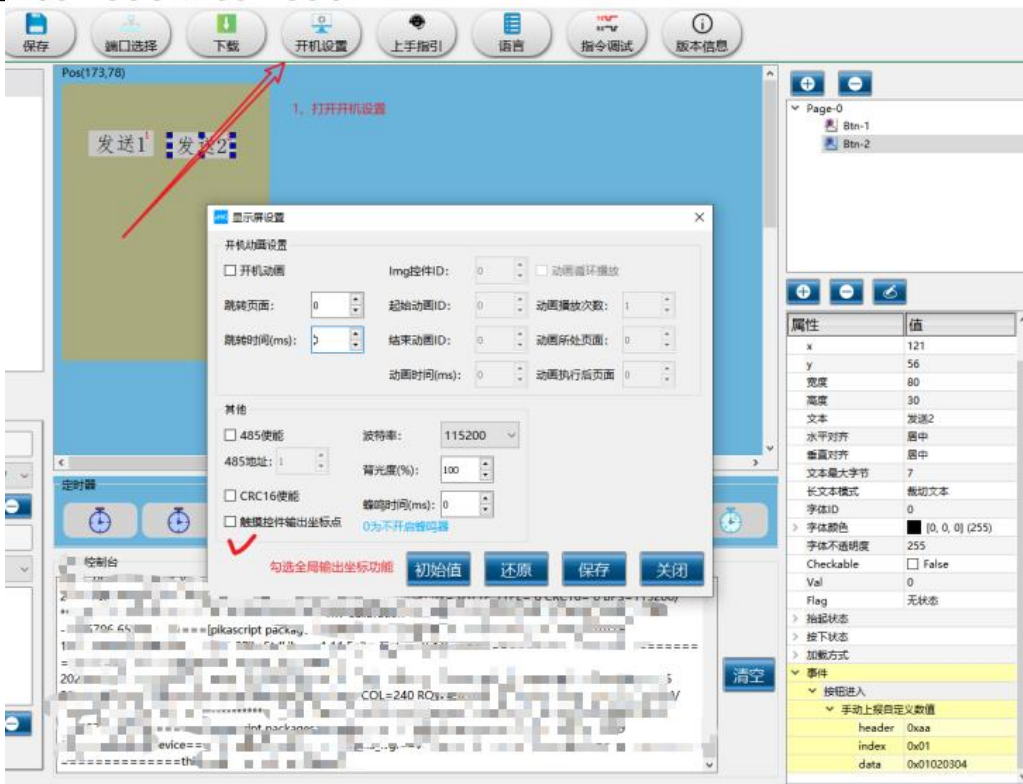 保存 端口选择 下载 开机设置 上手指引 语言 指令调试 版本信息
Pos(173,78)
1、打开开机设置
发送1
1
发送2
显示屏设置
开机动画设置
开机动画 Img控件ID: 0 动画循环播放
跳转页面: 0 起始动画ID: 0 动画播放次数: 1
跳转时间(ms): 结束动画ID: 0 动画所处页面: 0
动画时间(ms): 0 动画执行后页面 0
其他
485使能 波特率: 115200
485地址: 1 背光度(%): 100
CRC16使能 蜂鸣时间(ms): 0
触摸控件输出坐标点 0为不开启蜂鸣器
勾选全局输出坐标功能
初始值 还原 保存 关闭
定时器
控制台
[pikascript
COL=240
清空
Page-0
Btn-1
Btn-2
属性 值
x 121
y 56
宽度 80
高度 30
文本 发送2
水平对齐 居中
垂直对齐 居中
文本最大字节 7
长文本模式 裁切文本
字体ID 0
字体颜色 [0, 0, 0] (255)
字体不透明度 255
Checkable False
Val 0
Flag 无状态
抬起状态
按下状态
加载方式
事件
按钮进入
手动上报自定义数值
header 0xaa
index 0x01
data 0x01020304